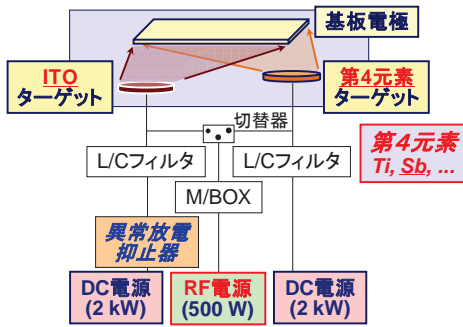 基板電極
ITO
ターゲット
第4元素
ターゲット
切替器
L/Cフィルタ
L/Cフィルタ
第4元素
Ti, Sb, ...
M/BOX
異常放電
抑止器
DC電源
(2 kW)
RF電源
(500 W)
DC電源
(2 kW)